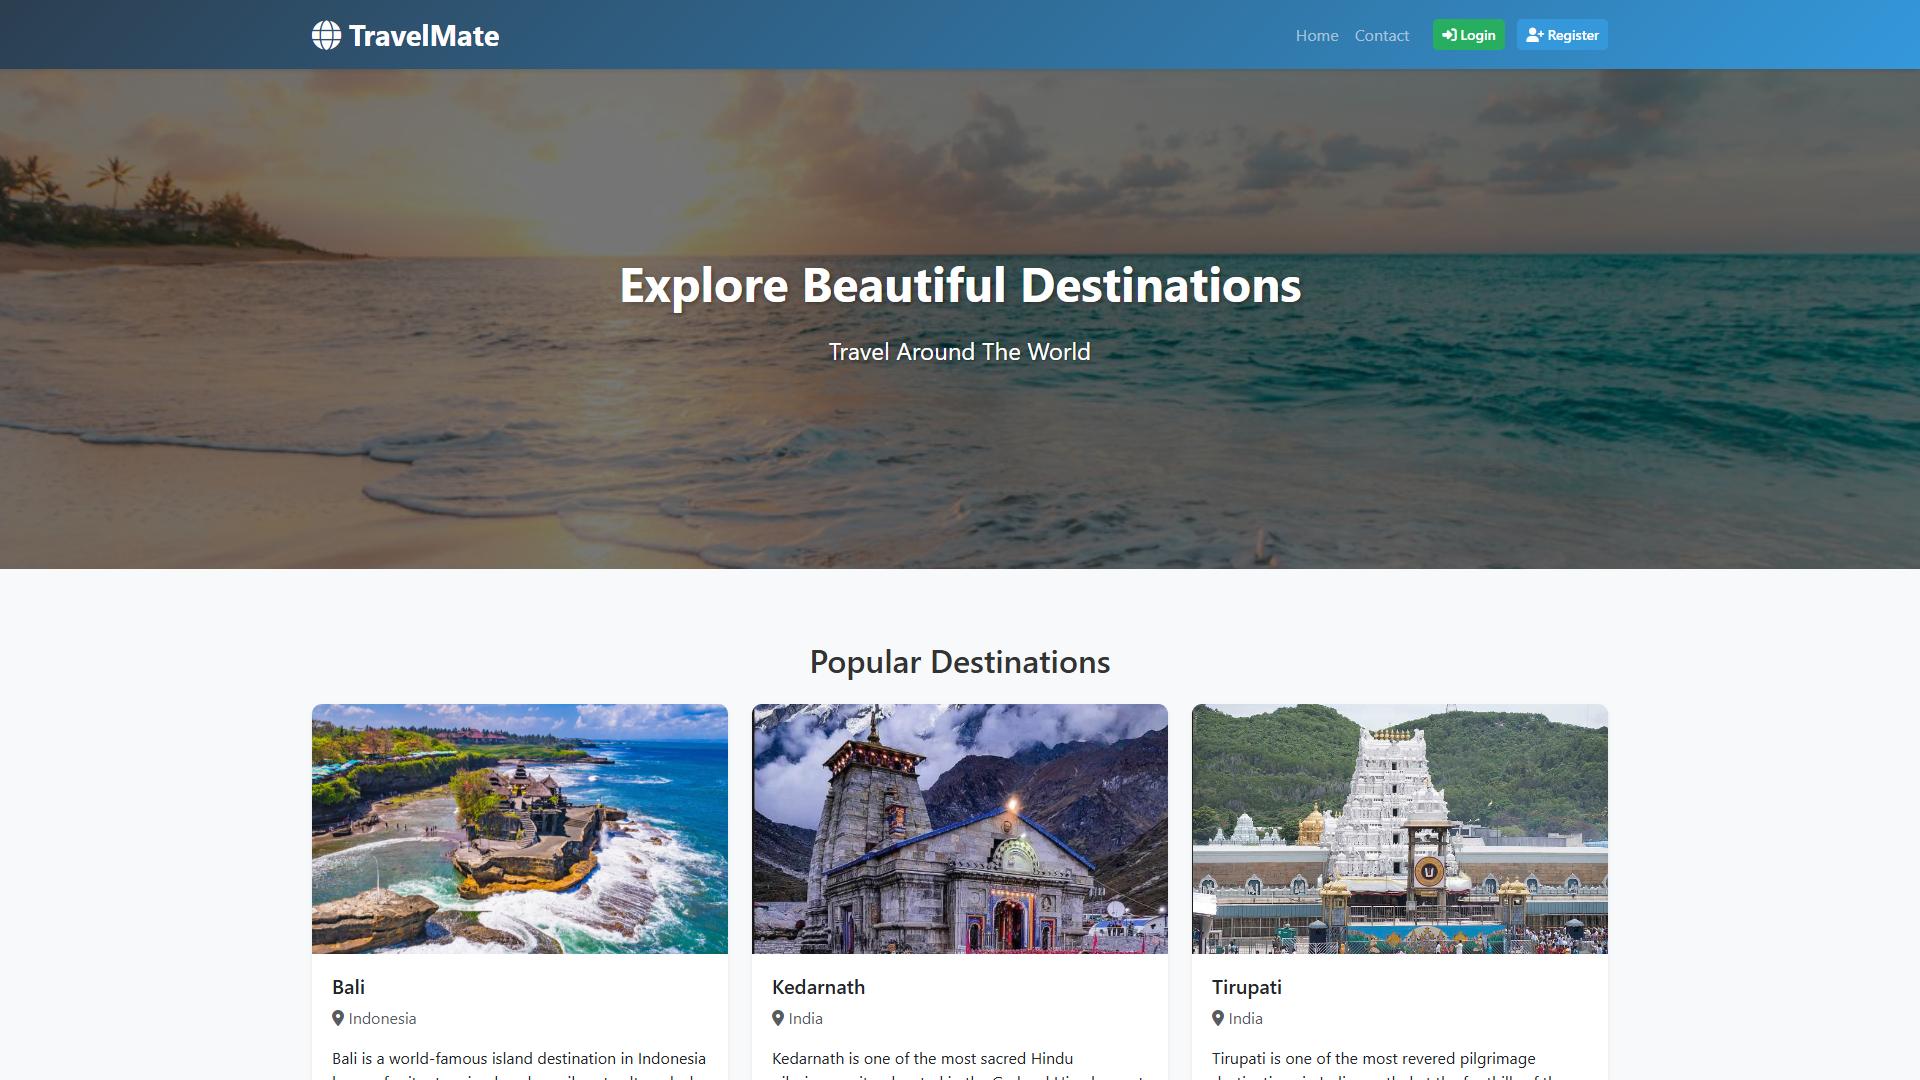 TravelMate
Home
Contact
Login
Register
Explore Beautiful Destinations
Travel Around The World
Popular Destinations
Bali
Indonesia
Bali is a world-famous island destination in Indonesia
Kedarnath
India
Kedarnath is one of the most sacred Hindu
Tirupati
India
Tirupati is one of the most revered pilgrimage